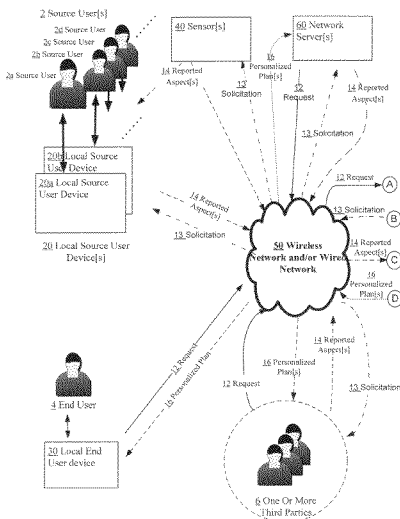 2 Source User[s]
2d Source User
2c Source User
2b Source User
2a Source User
40 Sensor[s]
60 Network
Server[s]
16
Personalized
Plan[s]
14 Reported
Aspect[s]
13
Solicitation
12
Request
14 Reported
Aspect[s]
13 Solicitation
20b Local Source
User Device
20a Local Source
User Device
20 Local Source User
Device[s]
14 Reported
Aspect[s]
13 Solicitation
50 Wireless
Network and/or Wired
Network
12 Request
A
13 Solicitation
B
14 Reported
Aspect[s]
C
16
Personalized
Plan[s]
D
12 Request
16 Personalized Plan
4 End User
30 Local End
User device
12 Request
16
Personalized
Plan[s]
14 Reported
Aspect[s]
13 Solicitation
6 One Or More
Third Parties